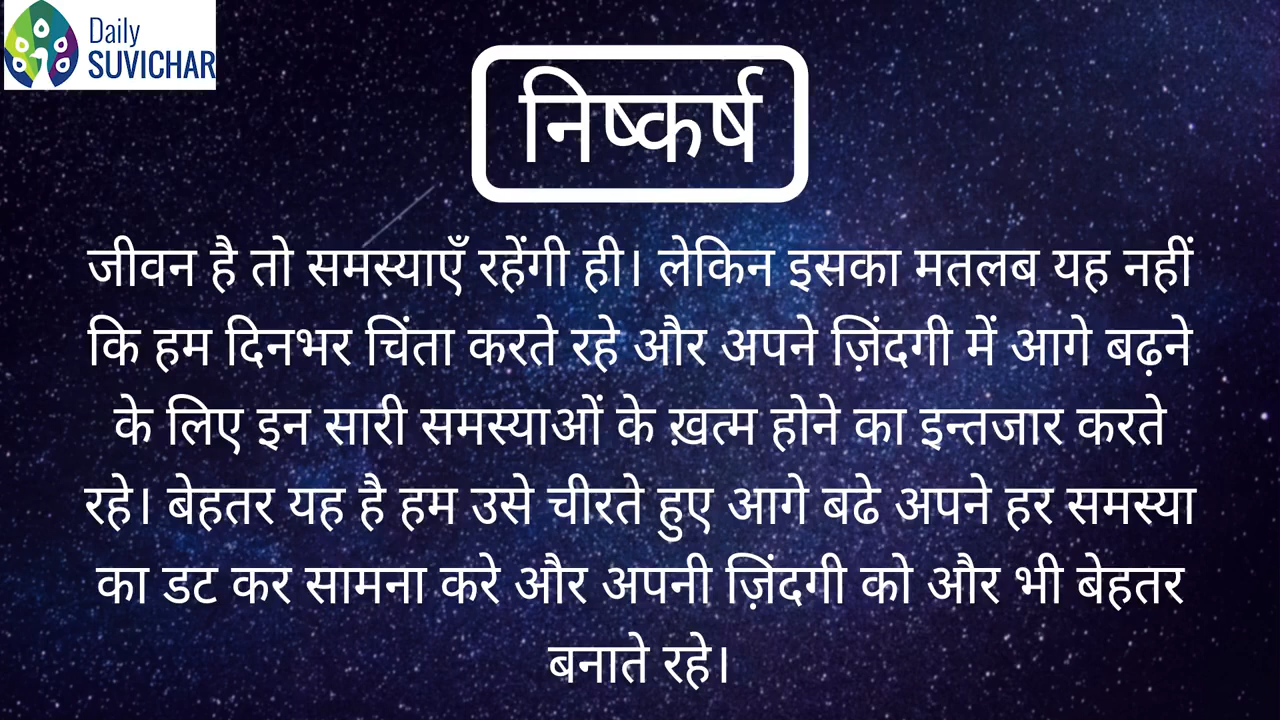 Daily
SUVICHAR
निष्कर्ष
जीवन है तो समस्याएँ रहेंगी ही। लेकिन इसका मतलब यह नहीं
कि हम दिनभर चिंता करते रहे और अपने ज़िंदगी में आगे बढ़ने
के लिए इन सारी समस्याओं के ख़त्म होने का इन्तजार करते
रहे। बेहतर यह है हम उसे चीरते हुए आगे बढे अपने हर समस्या
का डट कर सामना करे और अपनी ज़िंदगी को और भी बेहतर
बनाते रहे।